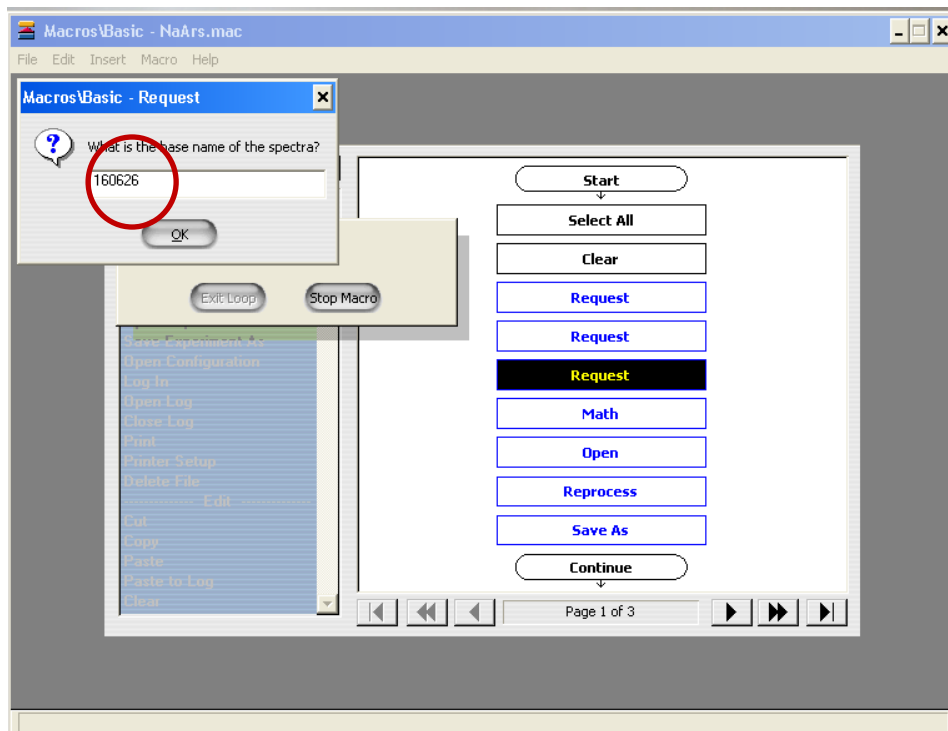 Macros\Basic - NaArs.mac
File Edit Insert Macro Help
Macros\Basic - Request
What is the base name of the spectra?
160626
OK
Exit Loop
Stop Macro
Save Experiment As
Open Configuration
Log In
Open Log
Close Log
Print
Printer Setup
Delete File
Edit
Cut
Copy
Paste
Paste to Log
Clear
Start
Select All
Clear
Request
Request
Request
Math
Open
Reprocess
Save As
Continue
Page 1 of 3